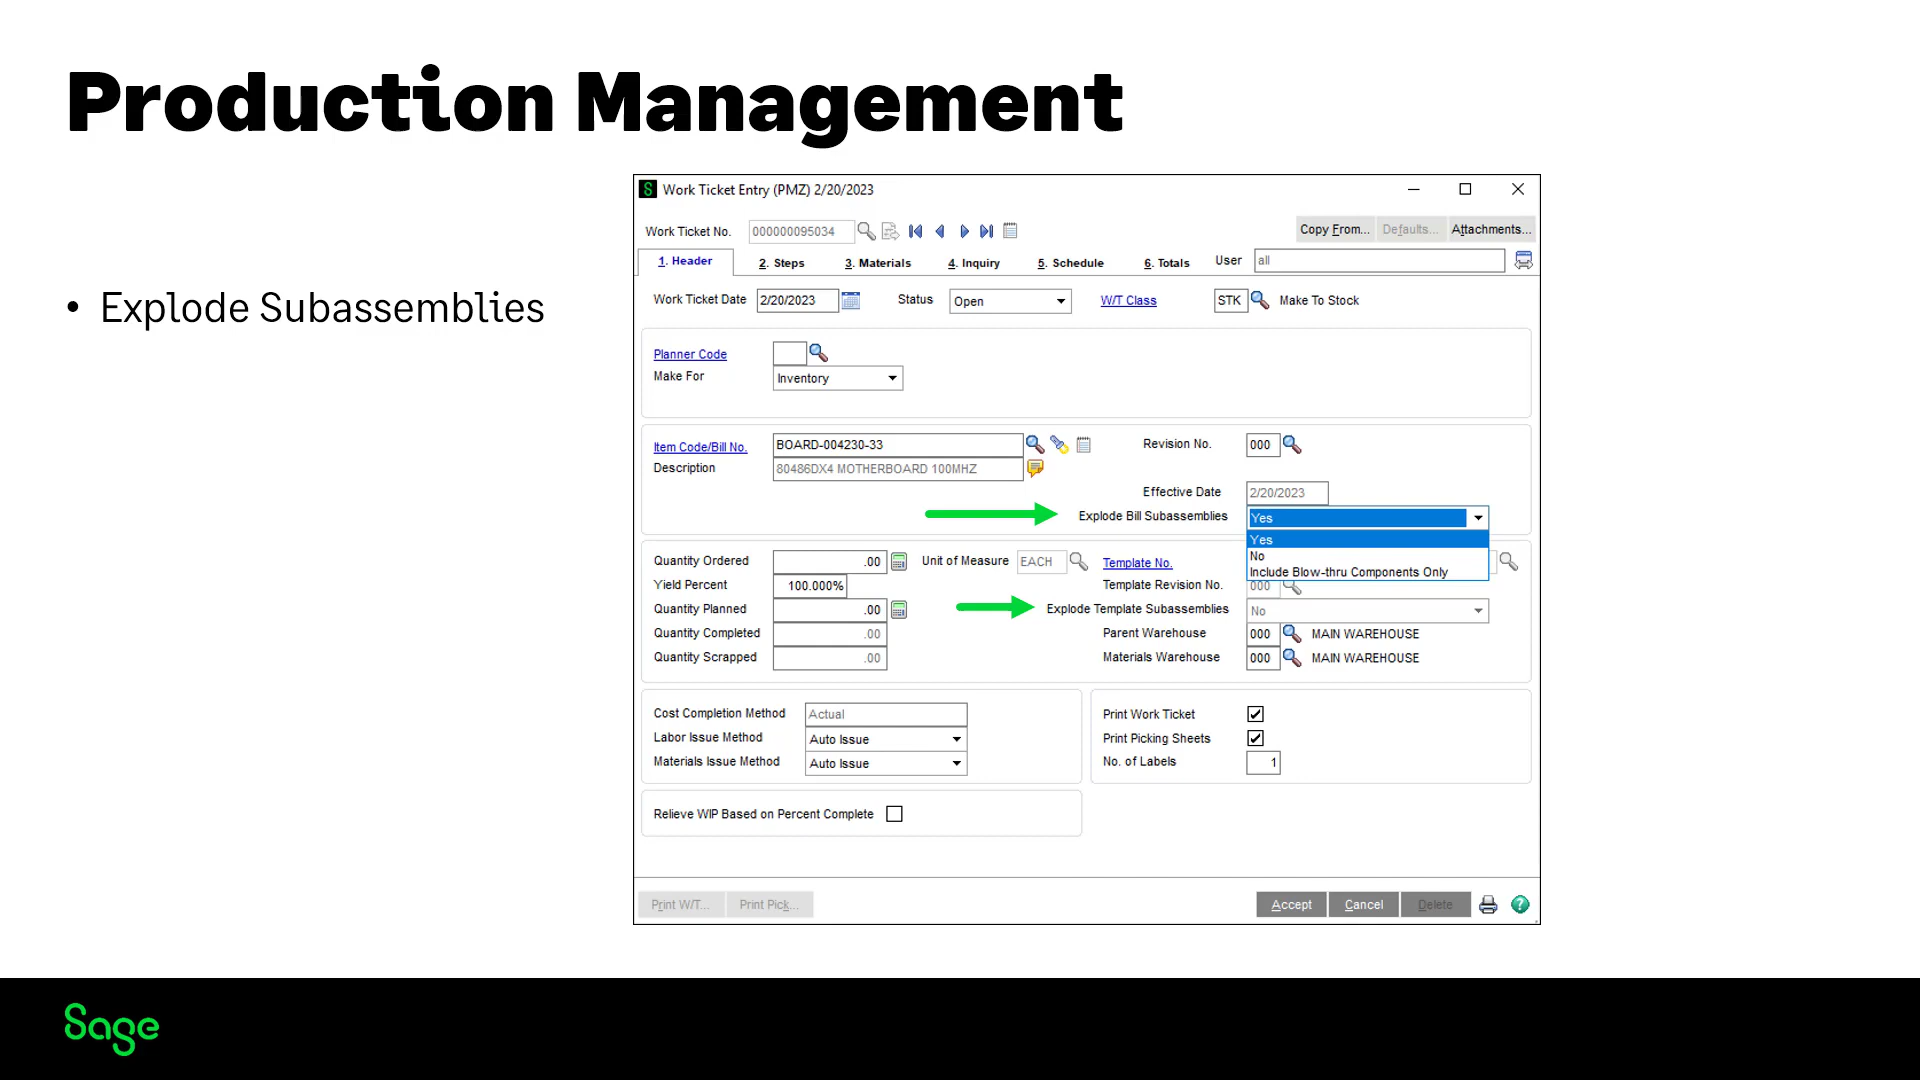 Production Management
• Explode Subassemblies
Work Ticket Entry (PMZ) 2/20/2023
Work Ticket No. 000000095034 Copy From... Defaults... Attachments...
1. Header 2. Steps 3. Materials 4. Inquiry 5. Schedule 6. Totals User all
Work Ticket Date 2/20/2023 Status Open W/T Class STK Make To Stock
Planner Code
Make For Inventory
Item Code/Bill No. BOARD-004230-33 Revision No. 000
Description 80486DX4 MOTHERBOARD 100MHZ
Effective Date 2/20/2023
Explode Bill Subassemblies Yes
Yes
No
Include Blow-thru Components Only
Quantity Ordered .00 Unit of Measure EACH Template No.
Yield Percent 100.000% Template Revision No. 000
Quantity Planned .00 Explode Template Subassemblies No
Quantity Completed .00 Parent Warehouse 000 MAIN WAREHOUSE
Quantity Scrapped .00 Materials Warehouse 000 MAIN WAREHOUSE
Cost Completion Method Actual Print Work Ticket
Labor Issue Method Auto Issue Print Picking Sheets
Materials Issue Method Auto Issue No. of Labels 1
Relieve WIP Based on Percent Complete
Print W/T... Print Pick... Accept Cancel Delete
Sage